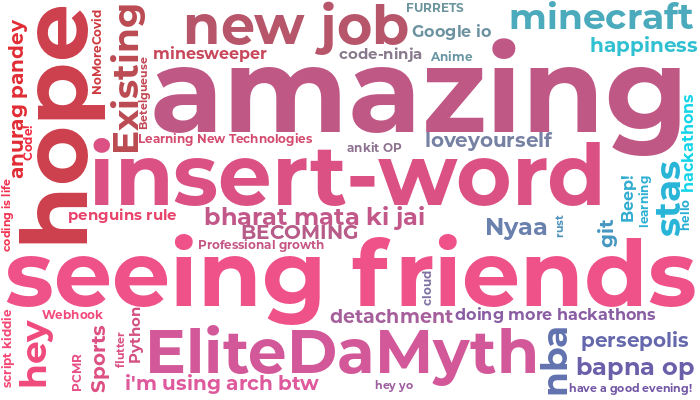 FURRETS
new job
minecraft
Google io
happiness
minesweeper
code-ninja
Anime
anurag pandey
Code!
hope
NoMoreCovid
Existing
Betelgueuse
amazing
Learning New Technologies
ankit OP
loveyourself
insert-word
coding is life
penguins rule
bharat mata ki jai
BECOMING
Professional growth
Nyaa
rust
git
Beep!
learning
stas
hello hackathons
seeing friends
cloud
script kiddie
hey
Webhook
PCMR
Sports
flutter
Python
EliteDaMyth
detachment
doing more hackathons
i'm using arch btw
hey yo
nba
persepolis
bapna op
have a good evening!